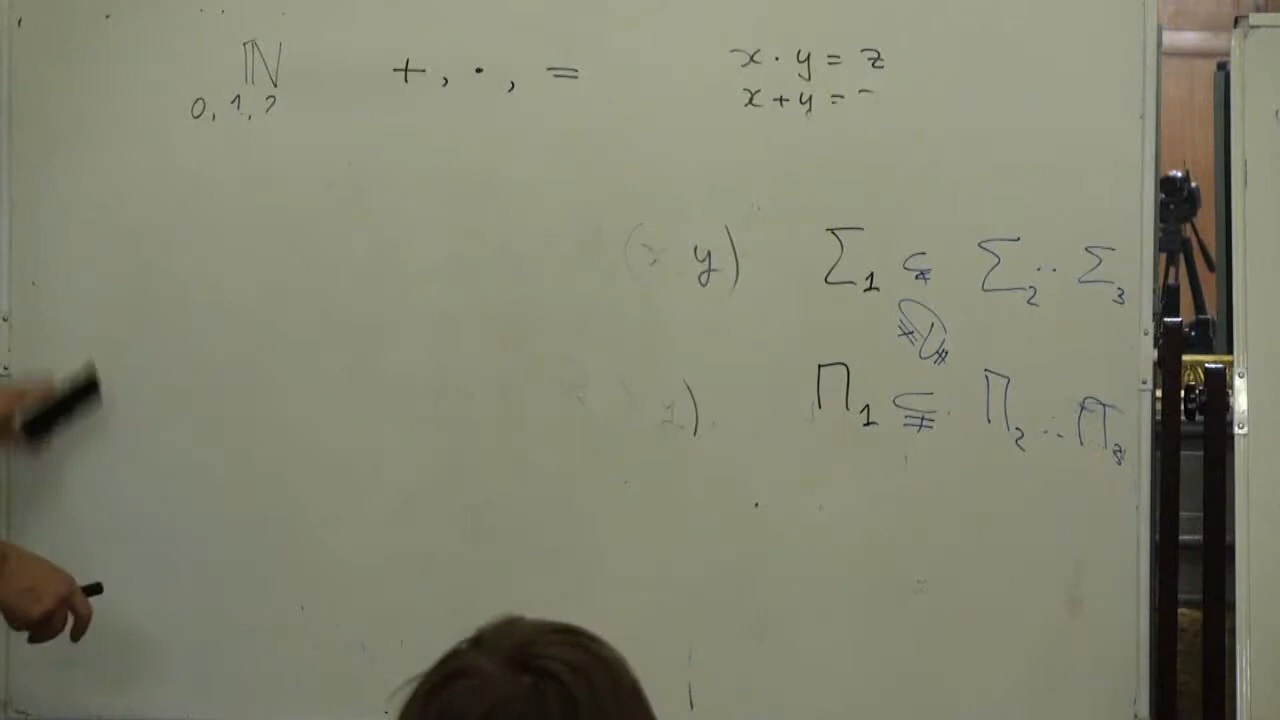 ℕ +, ·, = x · y = z
0, 1, 2 x + y =
y) Σ₁ ⊊ Σ₂ .. Σ₃
) Π₁ ⊊ Π₂ .. Π₃